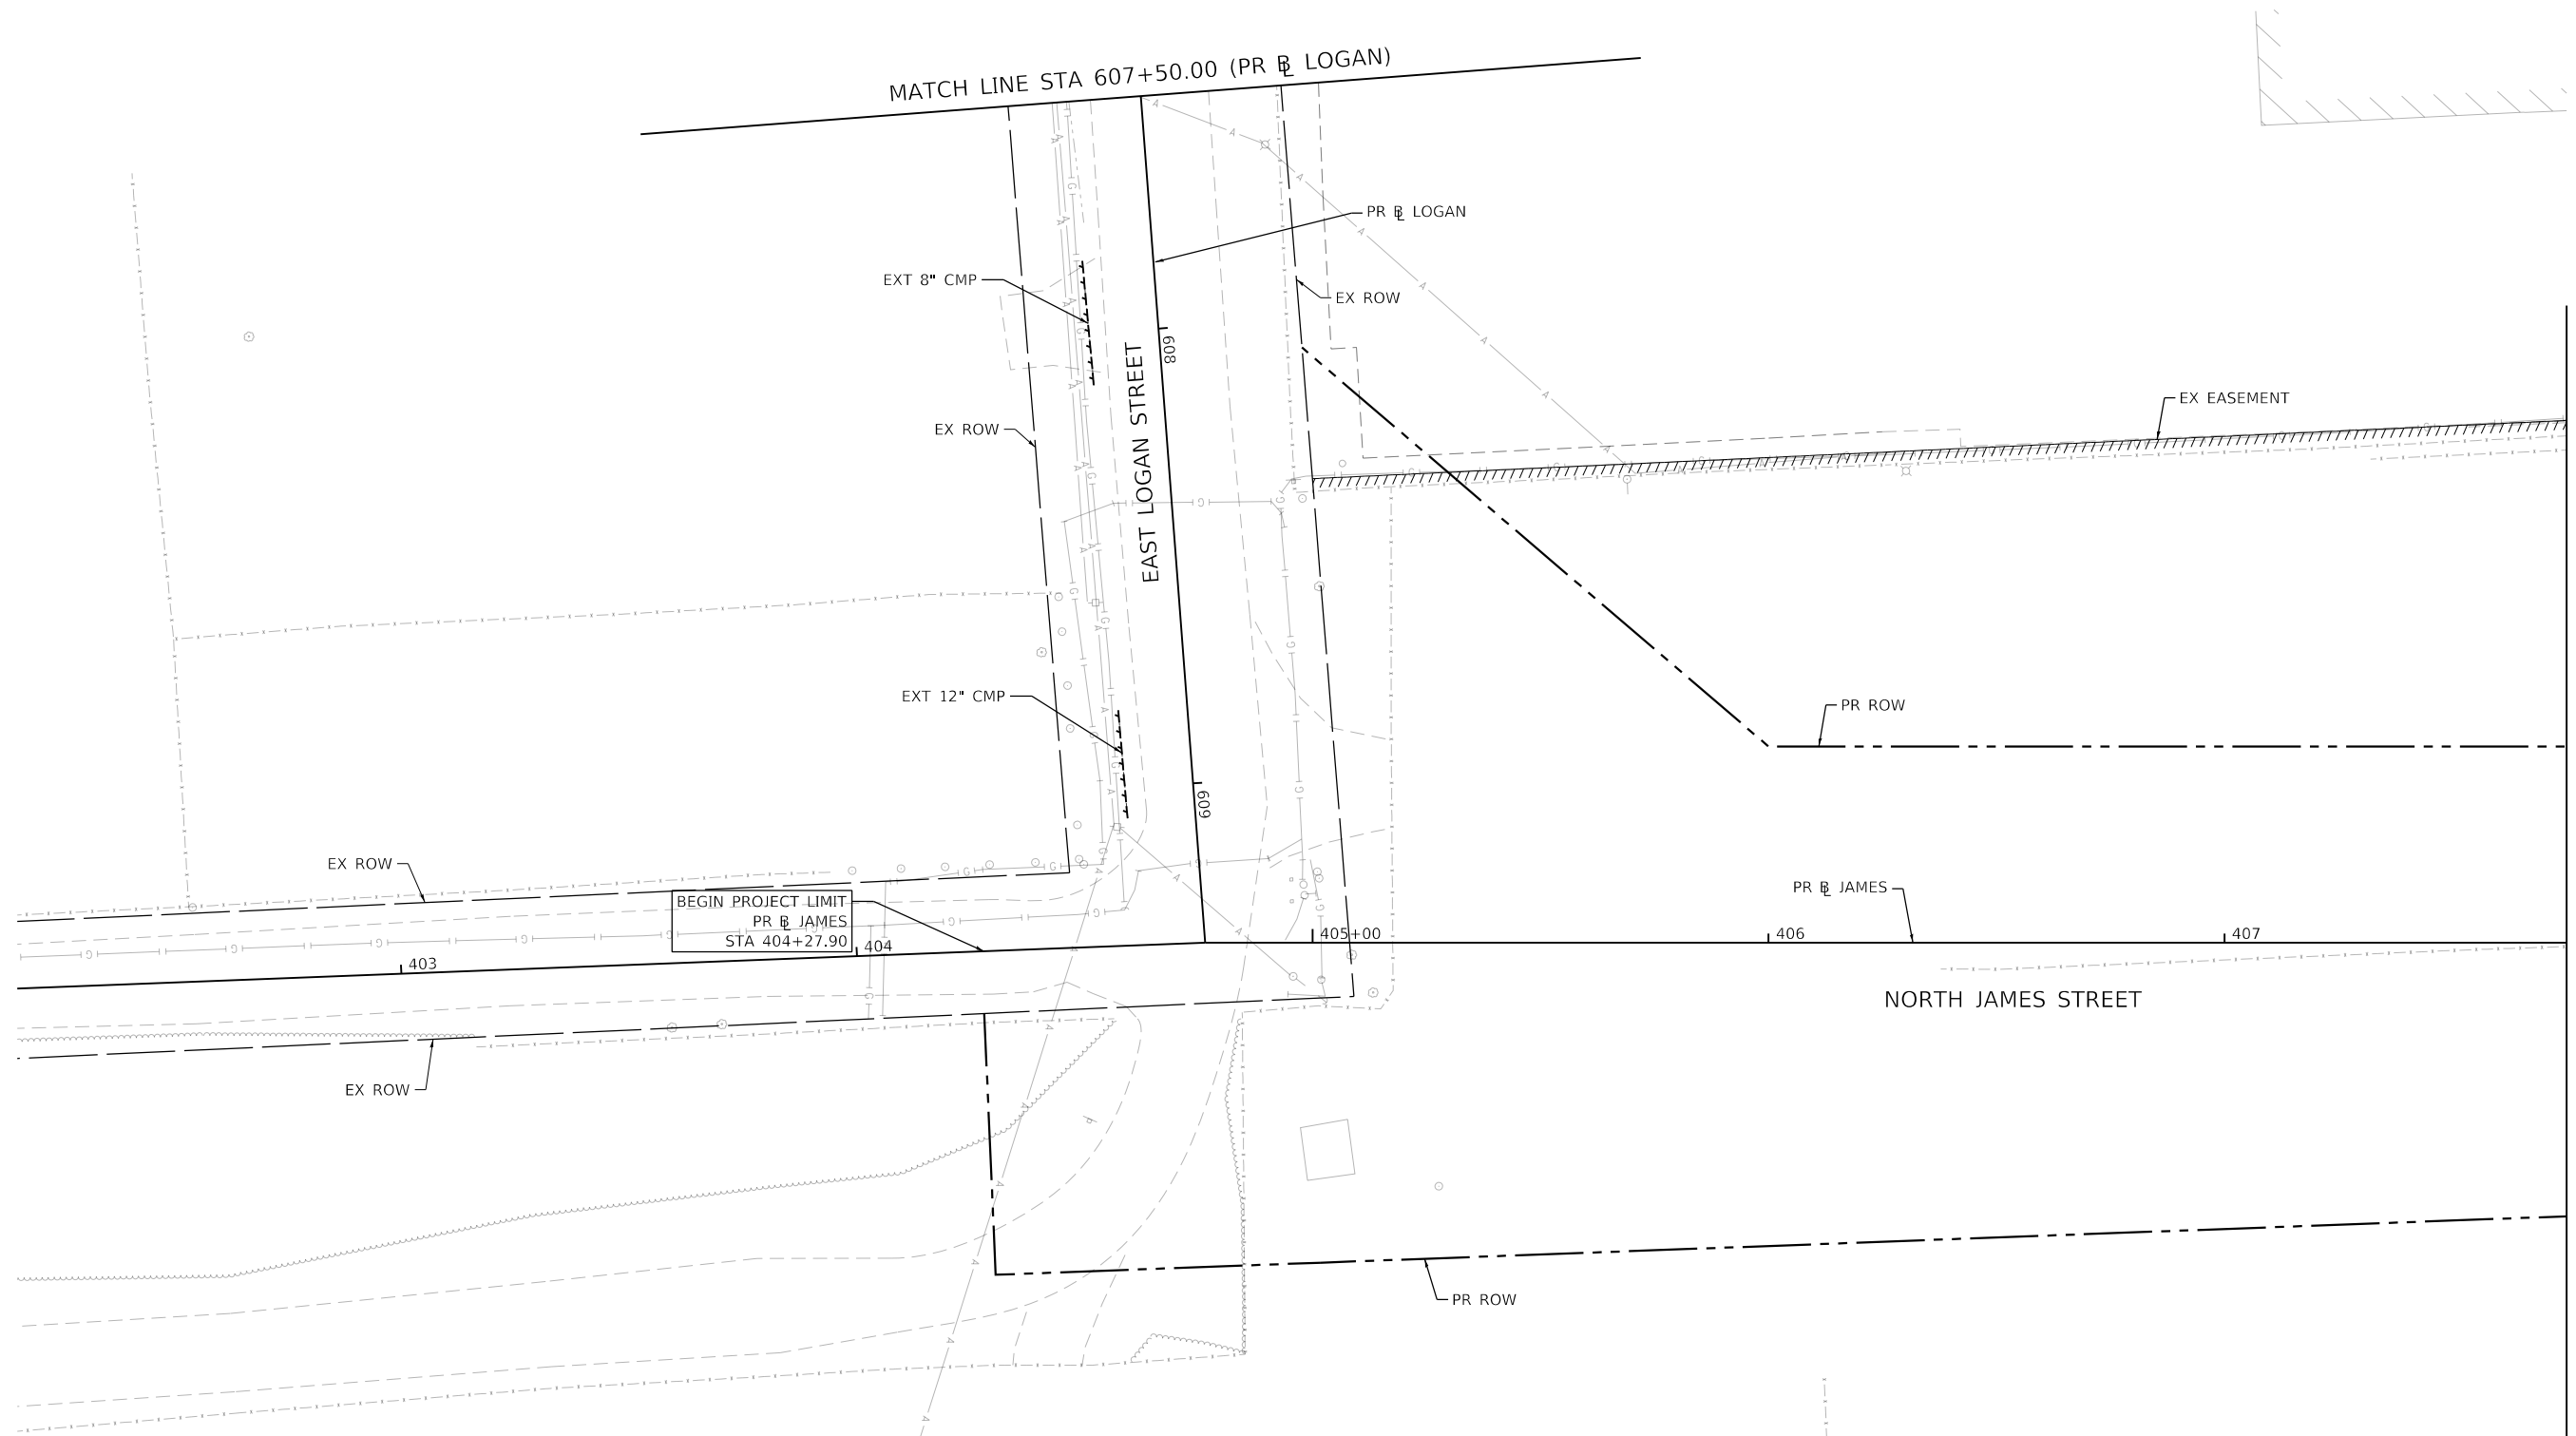 MATCH LINE STA 607+50.00 (PR ⅊ LOGAN)
PR ⅊ LOGAN
EXT 8" CMP
EX ROW
608
EX EASEMENT
EX ROW
EAST LOGAN STREET
EXT 12" CMP
PR ROW
609
EX ROW
PR ⅊ JAMES
BEGIN PROJECT LIMIT
PR ⅊ JAMES
STA 404+27.90
403
404
405+00
406
407
NORTH JAMES STREET
EX ROW
PR ROW